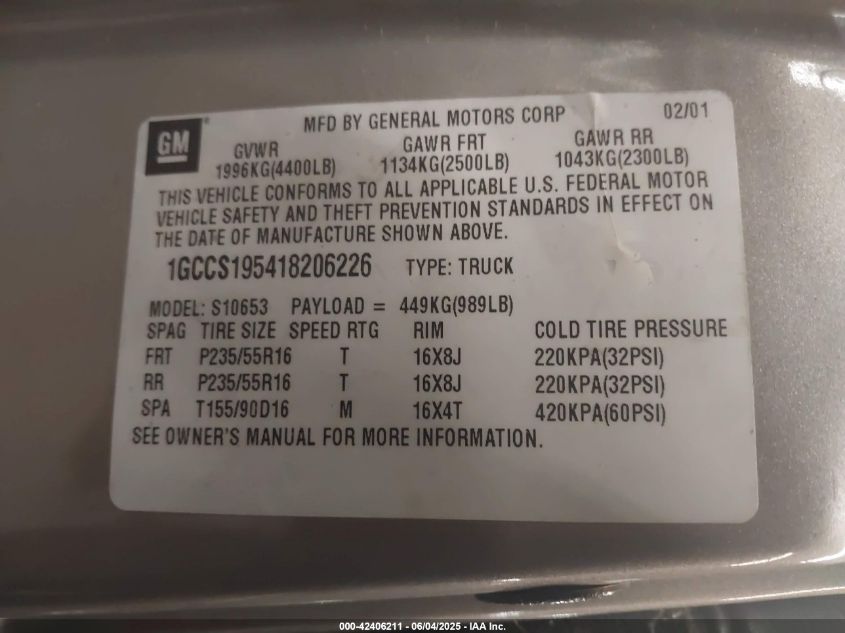 MFD BY GENERAL MOTORS CORP 02/01
GM
GVWR GAWR FRT GAWR RR
1996KG(4400LB) 1134KG(2500LB) 1043KG(2300LB)
THIS VEHICLE CONFORMS TO ALL APPLICABLE U.S. FEDERAL MOTOR
VEHICLE SAFETY AND THEFT PREVENTION STANDARDS IN EFFECT ON
THE DATE OF MANUFACTURE SHOWN ABOVE.
1GCCS195418206226 TYPE: TRUCK
MODEL: S10653 PAYLOAD = 449KG(989LB)
SPAG TIRE SIZE SPEED RTG RIM COLD TIRE PRESSURE
FRT P235/55R16 T 16X8J 220KPA(32PSI)
RR P235/55R16 T 16X8J 220KPA(32PSI)
SPA T155/90D16 M 16X4T 420KPA(60PSI)
SEE OWNER'S MANUAL FOR MORE INFORMATION.
000-42406211 - 06/04/2025 - IAA Inc.